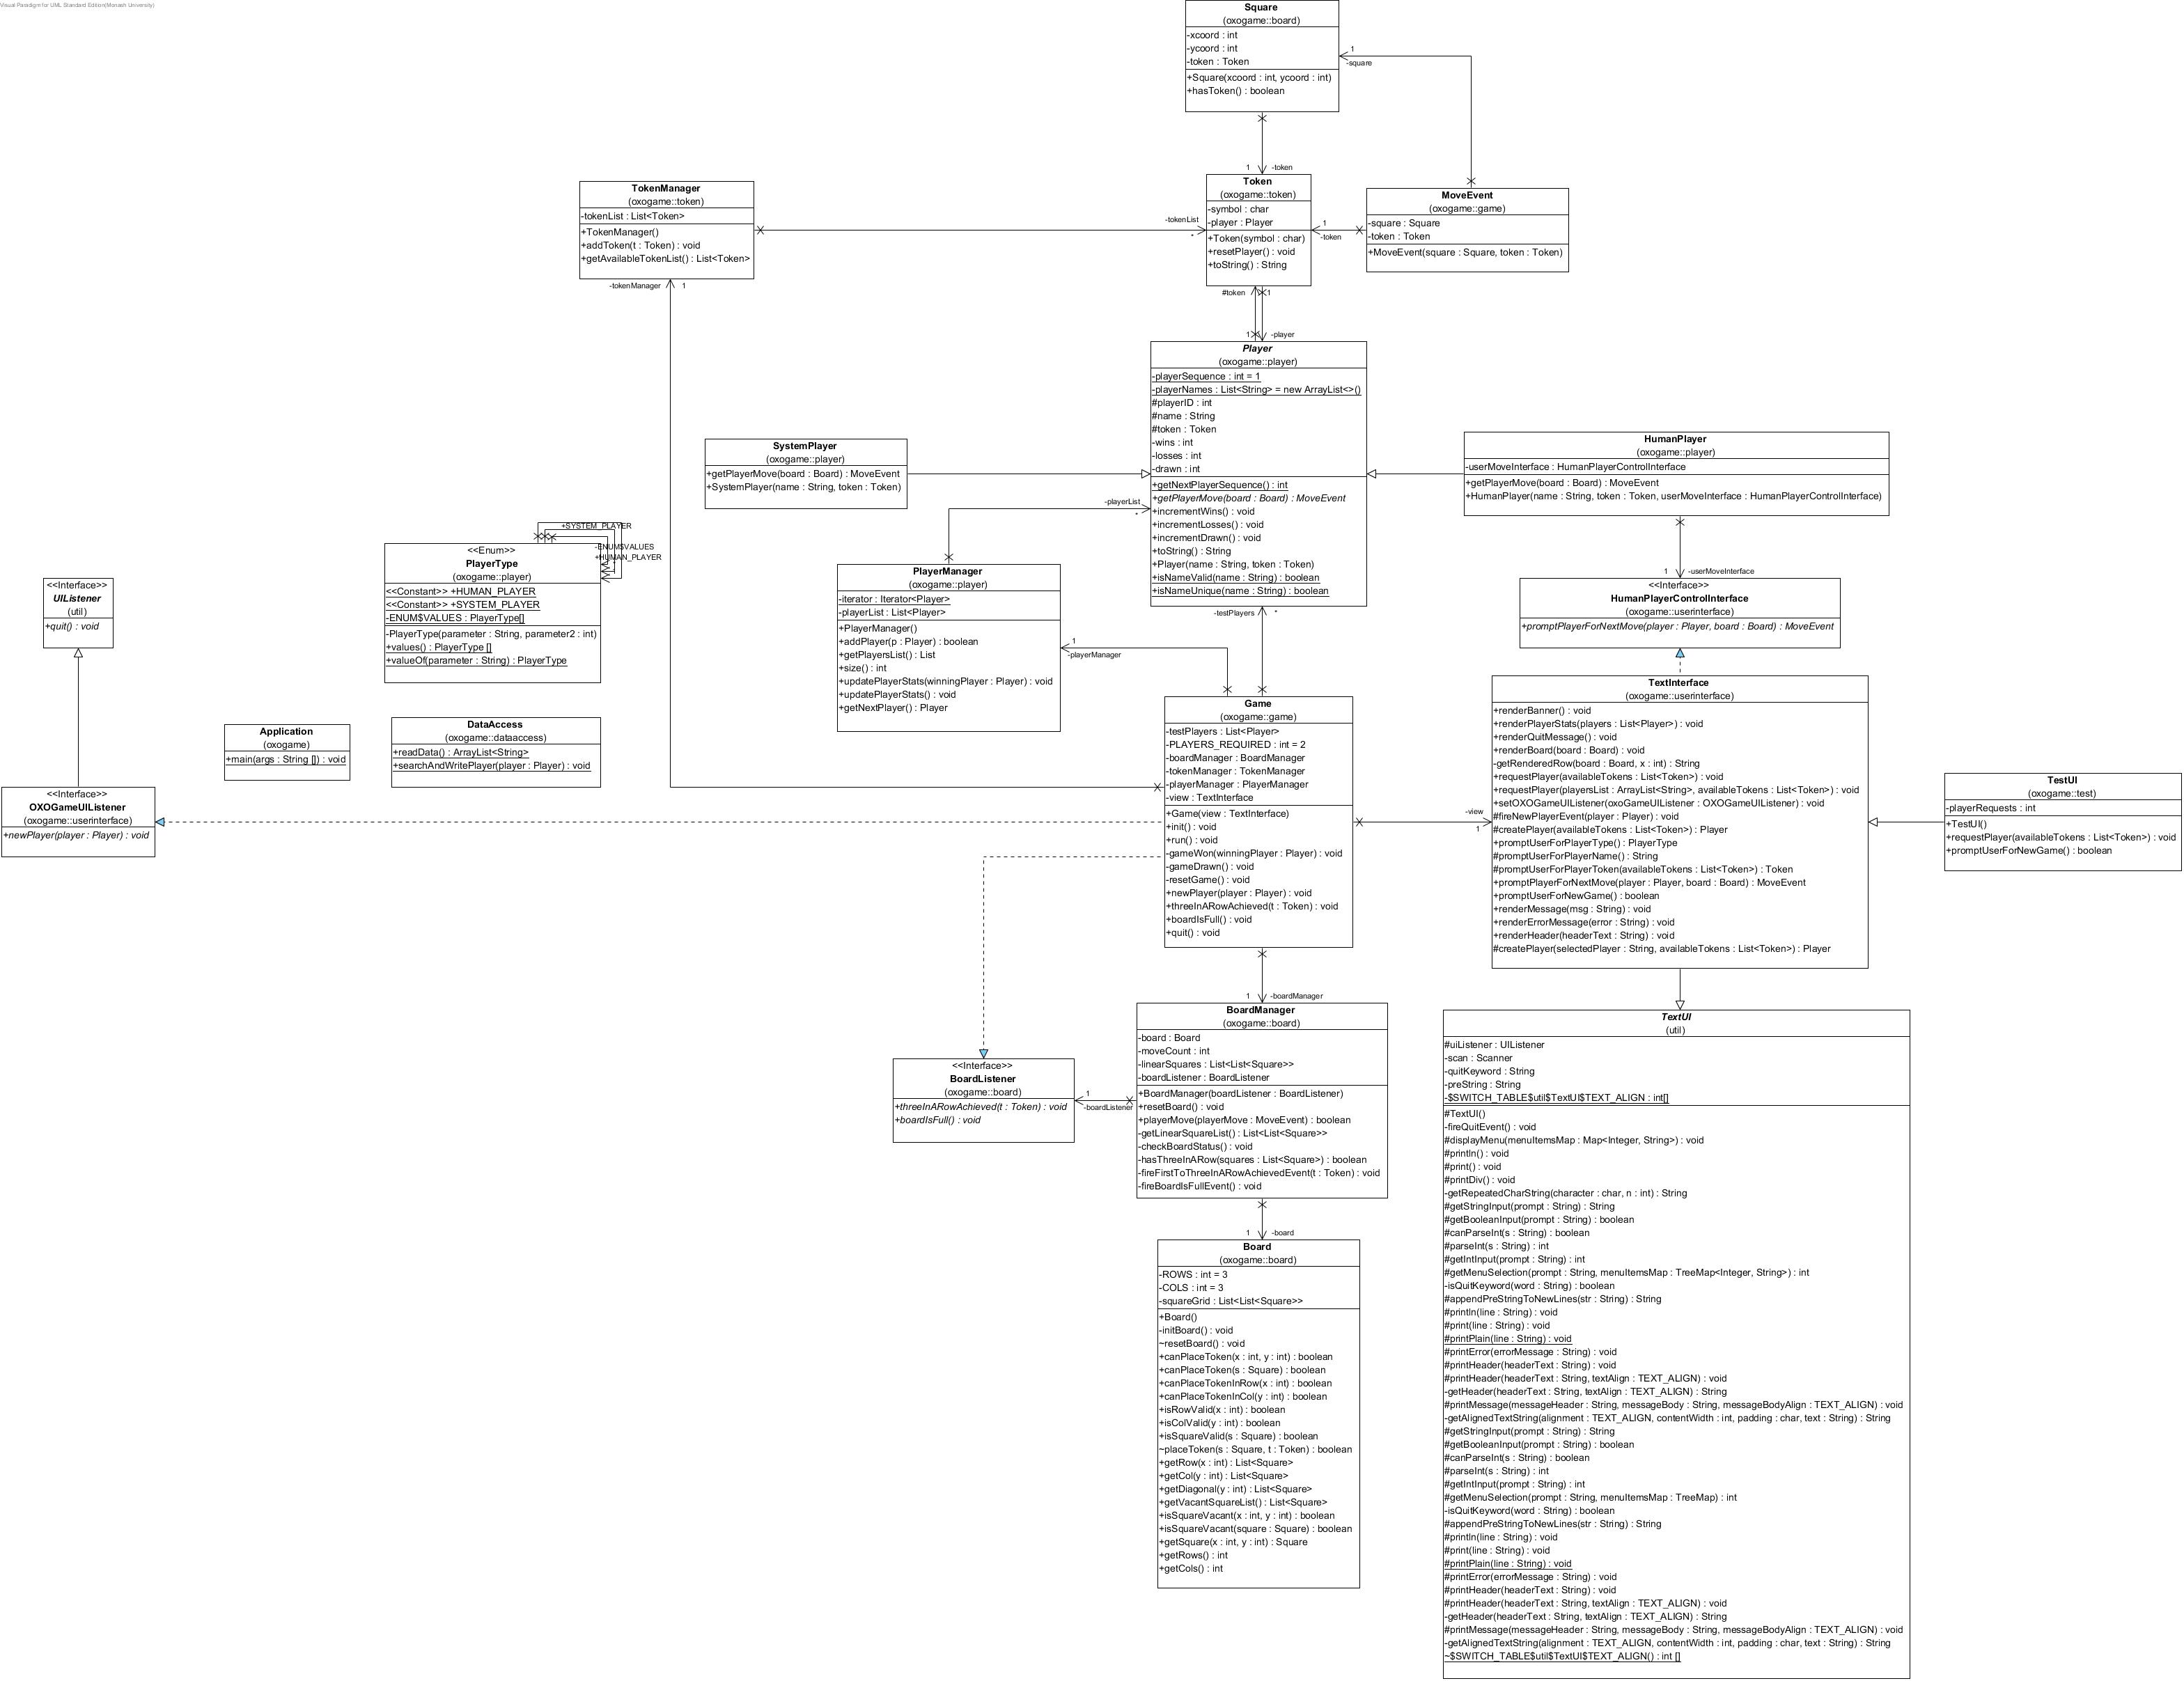 Visual Paradigm for UML Standard Edition(Monash University)
Square
(oxogame::board)
-xcoord : int
-ycoord : int
-token : Token
+Square(xcoord : int, ycoord : int)
+hasToken() : boolean
1
-square
1
-token
TokenManager
(oxogame::token)
-tokenList : List<Token>
+TokenManager()
+addToken(t : Token) : void
+getAvailableTokenList() : List<Token>
-tokenManager
1
-tokenList
*
Token
(oxogame::token)
-symbol : char
-player : Player
+Token(symbol : char)
+resetPlayer() : void
+toString() : String
1
-token
MoveEvent
(oxogame::game)
-square : Square
-token : Token
+MoveEvent(square : Square, token : Token)
#token
1
1
-player
Player
(oxogame::player)
-playerSequence : int = 1
-playerNames : List<String> = new ArrayList<>()
#playerID : int
#name : String
#token : Token
-wins : int
-losses : int
-drawn : int
+getNextPlayerSequence() : int
+getPlayerMove(board : Board) : MoveEvent
+incrementWins() : void
+incrementLosses() : void
+incrementDrawn() : void
+toString() : String
+Player(name : String, token : Token)
+isNameValid(name : String) : boolean
+isNameUnique(name : String) : boolean
SystemPlayer
(oxogame::player)
+getPlayerMove(board : Board) : MoveEvent
+SystemPlayer(name : String, token : Token)
HumanPlayer
(oxogame::player)
-userMoveInterface : HumanPlayerControlInterface
+getPlayerMove(board : Board) : MoveEvent
+HumanPlayer(name : String, token : Token, userMoveInterface : HumanPlayerControlInterface)
-playerList
*
+SYSTEM_PLAYER
-ENUM$VALUES
+HUMAN_PLAYER
<<Enum>>
PlayerType
(oxogame::player)
<<Constant>> +HUMAN_PLAYER
<<Constant>> +SYSTEM_PLAYER
-ENUM$VALUES : PlayerType[]
-PlayerType(parameter : String, parameter2 : int)
+values() : PlayerType []
+valueOf(parameter : String) : PlayerType
<<Interface>>
UIListener
(util)
+quit() : void
PlayerManager
(oxogame::player)
-iterator : Iterator<Player>
-playerList : List<Player>
+PlayerManager()
+addPlayer(p : Player) : boolean
+getPlayersList() : List
+size() : int
+updatePlayerStats(winningPlayer : Player) : void
+updatePlayerStats() : void
+getNextPlayer() : Player
1
-playerManager
-testPlayers
*
1
-userMoveInterface
<<Interface>>
HumanPlayerControlInterface
(oxogame::userinterface)
+promptPlayerForNextMove(player : Player, board : Board) : MoveEvent
Application
(oxogame)
+main(args : String []) : void
DataAccess
(oxogame::dataaccess)
+readData() : ArrayList<String>
+searchAndWritePlayer(player : Player) : void
<<Interface>>
OXOGameUIListener
(oxogame::userinterface)
+newPlayer(player : Player) : void
Game
(oxogame::game)
-testPlayers : List<Player>
-PLAYERS_REQUIRED : int = 2
-boardManager : BoardManager
-tokenManager : TokenManager
-playerManager : PlayerManager
-view : TextInterface
+Game(view : TextInterface)
+init() : void
+run() : void
-gameWon(winningPlayer : Player) : void
-gameDrawn() : void
-resetGame() : void
+newPlayer(player : Player) : void
+threeInARowAchieved(t : Token) : void
+boardIsFull() : void
+quit() : void
-view
1
TextInterface
(oxogame::userinterface)
+renderBanner() : void
+renderPlayerStats(players : List<Player>) : void
+renderQuitMessage() : void
+renderBoard(board : Board) : void
-getRenderedRow(board : Board, x : int) : String
+requestPlayer(availableTokens : List<Token>) : void
+requestPlayer(playersList : ArrayList<String>, availableTokens : List<Token>) : void
+setOXOGameUIListener(oxoGameUIListener : OXOGameUIListener) : void
#fireNewPlayerEvent(player : Player) : void
#createPlayer(availableTokens : List<Token>) : Player
+promptUserForPlayerType() : PlayerType
#promptUserForPlayerName() : String
#promptUserForPlayerToken(availableTokens : List<Token>) : Token
+promptPlayerForNextMove(player : Player, board : Board) : MoveEvent
+promptUserForNewGame() : boolean
+renderMessage(msg : String) : void
+renderErrorMessage(error : String) : void
+renderHeader(headerText : String) : void
#createPlayer(selectedPlayer : String, availableTokens : List<Token>) : Player
TestUI
(oxogame::test)
-playerRequests : int
+TestUI()
+requestPlayer(availableTokens : List<Token>) : void
+promptUserForNewGame() : boolean
1
-boardManager
BoardManager
(oxogame::board)
-board : Board
-moveCount : int
-linearSquares : List<List<Square>>
-boardListener : BoardListener
+BoardManager(boardListener : BoardListener)
+resetBoard() : void
+playerMove(playerMove : MoveEvent) : boolean
-getLinearSquareList() : List<List<Square>>
-checkBoardStatus() : void
-hasThreeInARow(squares : List<Square>) : boolean
-fireFirstToThreeInARowAchievedEvent(t : Token) : void
-fireBoardIsFullEvent() : void
<<Interface>>
BoardListener
(oxogame::board)
+threeInARowAchieved(t : Token) : void
+boardIsFull() : void
1
-boardListener
1
-board
Board
(oxogame::board)
-ROWS : int = 3
-COLS : int = 3
-squareGrid : List<List<Square>>
+Board()
-initBoard() : void
~resetBoard() : void
+canPlaceToken(x : int, y : int) : boolean
+canPlaceToken(s : Square) : boolean
+canPlaceTokenInRow(x : int) : boolean
+canPlaceTokenInCol(y : int) : boolean
+isRowValid(x : int) : boolean
+isColValid(y : int) : boolean
+isSquareValid(s : Square) : boolean
~placeToken(s : Square, t : Token) : boolean
+getRow(x : int) : List<Square>
+getCol(y : int) : List<Square>
+getDiagonal(y : int) : List<Square>
+getVacantSquareList() : List<Square>
+isSquareVacant(x : int, y : int) : boolean
+isSquareVacant(square : Square) : boolean
+getSquare(x : int, y : int) : Square
+getRows() : int
+getCols() : int
TextUI
(util)
#uiListener : UIListener
-scan : Scanner
-quitKeyword : String
-preString : String
-$SWITCH_TABLE$util$TextUI$TEXT_ALIGN : int[]
#TextUI()
-fireQuitEvent() : void
#displayMenu(menuItemsMap : Map<Integer, String>) : void
#println() : void
#print() : void
#printDiv() : void
-getRepeatedCharString(character : char, n : int) : String
#getStringInput(prompt : String) : String
#getBooleanInput(prompt : String) : boolean
#canParseInt(s : String) : boolean
#parseInt(s : String) : int
#getIntInput(prompt : String) : int
#getMenuSelection(prompt : String, menuItemsMap : TreeMap<Integer, String>) : int
-isQuitKeyword(word : String) : boolean
#appendPreStringToNewLines(str : String) : String
#println(line : String) : void
#print(line : String) : void
#printPlain(line : String) : void
#printError(errorMessage : String) : void
#printHeader(headerText : String) : void
#printHeader(headerText : String, textAlign : TEXT_ALIGN) : void
-getHeader(headerText : String, textAlign : TEXT_ALIGN) : String
#printMessage(messageHeader : String, messageBody : String, messageBodyAlign : TEXT_ALIGN) : void
-getAlignedTextString(alignment : TEXT_ALIGN, contentWidth : int, padding : char, text : String) : String
#getStringInput(prompt : String) : String
#getBooleanInput(prompt : String) : boolean
#canParseInt(s : String) : boolean
#parseInt(s : String) : int
#getIntInput(prompt : String) : int
#getMenuSelection(prompt : String, menuItemsMap : TreeMap) : int
-isQuitKeyword(word : String) : boolean
#appendPreStringToNewLines(str : String) : String
#println(line : String) : void
#print(line : String) : void
#printPlain(line : String) : void
#printError(errorMessage : String) : void
#printHeader(headerText : String) : void
#printHeader(headerText : String, textAlign : TEXT_ALIGN) : void
-getHeader(headerText : String, textAlign : TEXT_ALIGN) : String
#printMessage(messageHeader : String, messageBody : String, messageBodyAlign : TEXT_ALIGN) : void
-getAlignedTextString(alignment : TEXT_ALIGN, contentWidth : int, padding : char, text : String) : String
~$SWITCH_TABLE$util$TextUI$TEXT_ALIGN() : int []